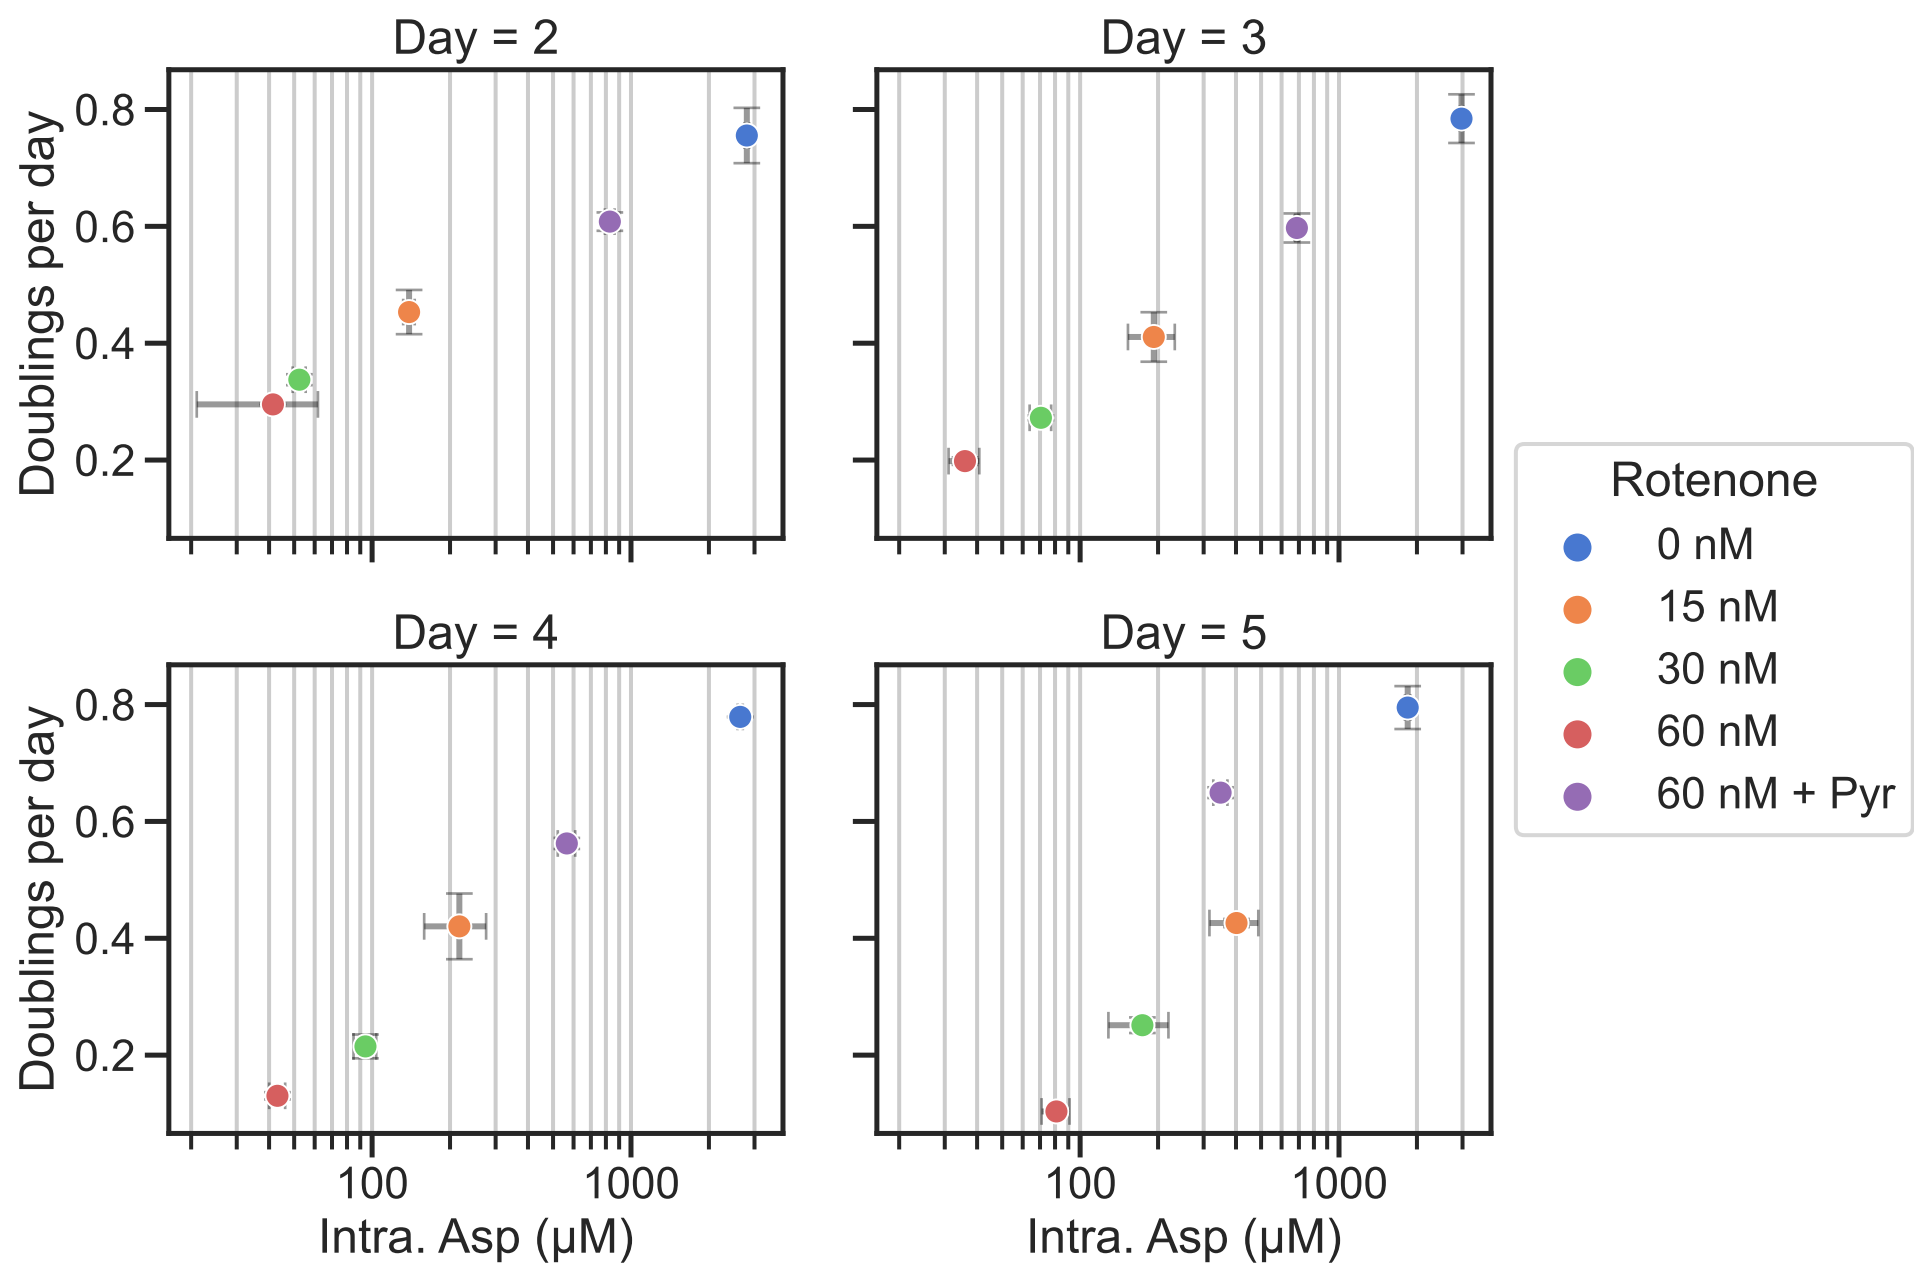 Day = 2
Day = 3
Doublings per day
0.8
0.6
0.4
0.2
Rotenone
0 nM
15 nM
30 nM
60 nM
60 nM + Pyr
Day = 4
Day = 5
Doublings per day
0.8
0.6
0.4
0.2
100
1000
100
1000
Intra. Asp (µM)
Intra. Asp (µM)